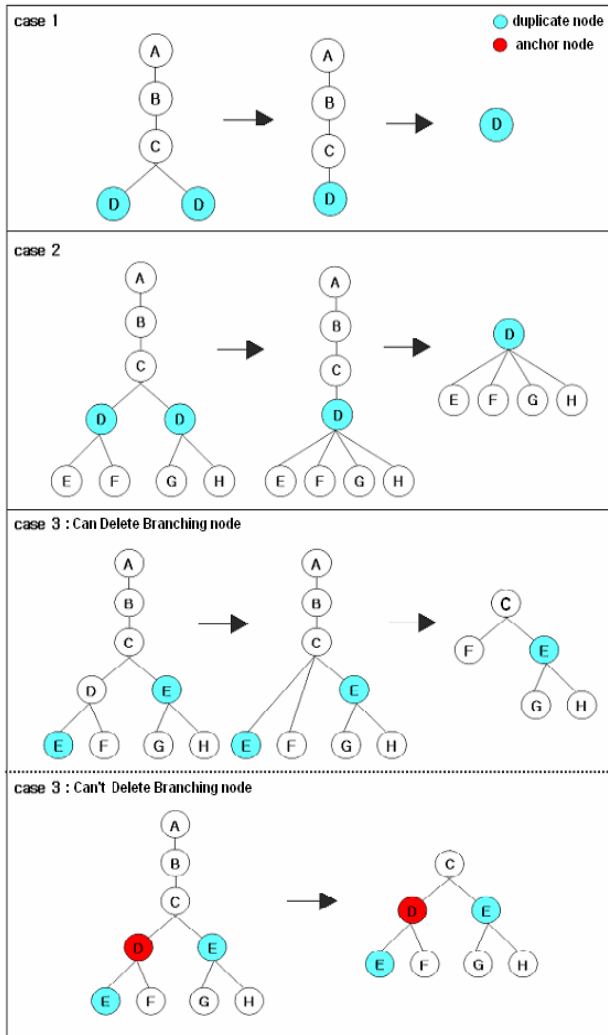 case 1
duplicate node
anchor node
A A
B B
C C D
D D D
case 2
A A
B B
C C D
D D D E F G H
E F G H E F G H
case 3 : Can Delete Branching node
A A
B B C
C C F E
D E E G H
E F G H E F G H
case 3 : Can't Delete Branching node
A
B C
C D E
D E E F G H
E F G H